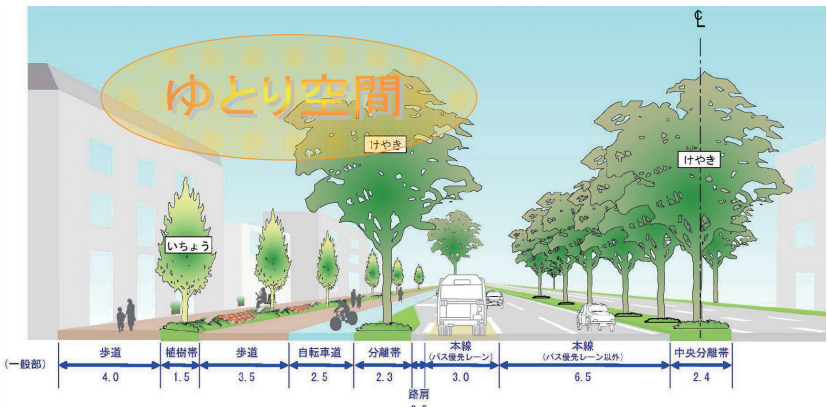 ℄
ゆとり空間
けやき
けやき
いちょう
(一般部)
歩道
植樹帯
歩道
自転車道
分離帯
本線
(バス優先レーン)
本線
(バス優先レーン以外)
中央分離帯
4.0
1.5
3.5
2.5
2.3
3.0
6.5
2.4
路肩